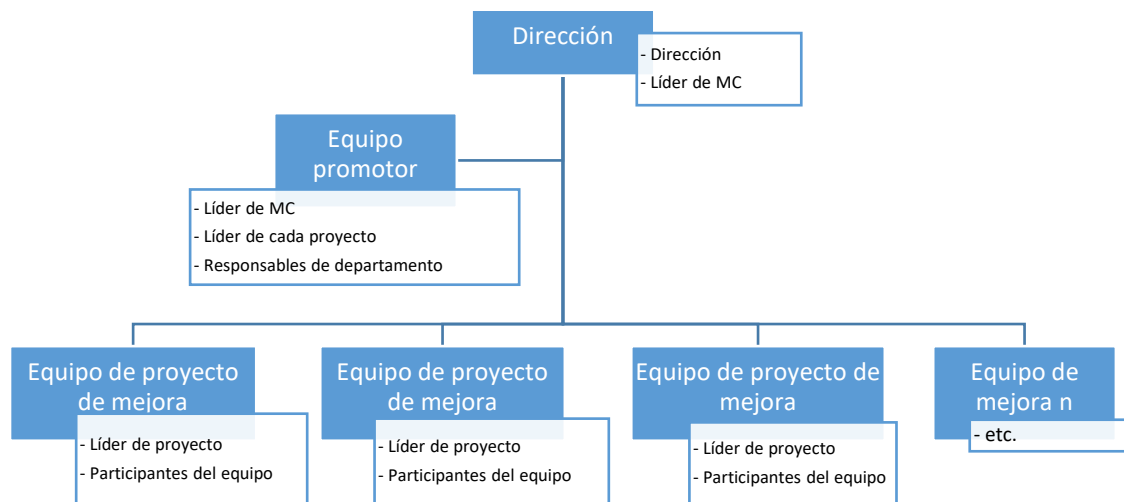 Dirección
- Dirección
- Líder de MC
Equipo
promotor
- Líder de MC
- Líder de cada proyecto
- Responsables de departamento
Equipo de proyecto
de mejora
- Líder de proyecto
- Participantes del equipo
Equipo de proyecto
de mejora
- Líder de proyecto
- Participantes del equipo
Equipo de proyecto de
mejora
- Líder de proyecto
- Participantes del equipo
Equipo de
mejora n
- etc.